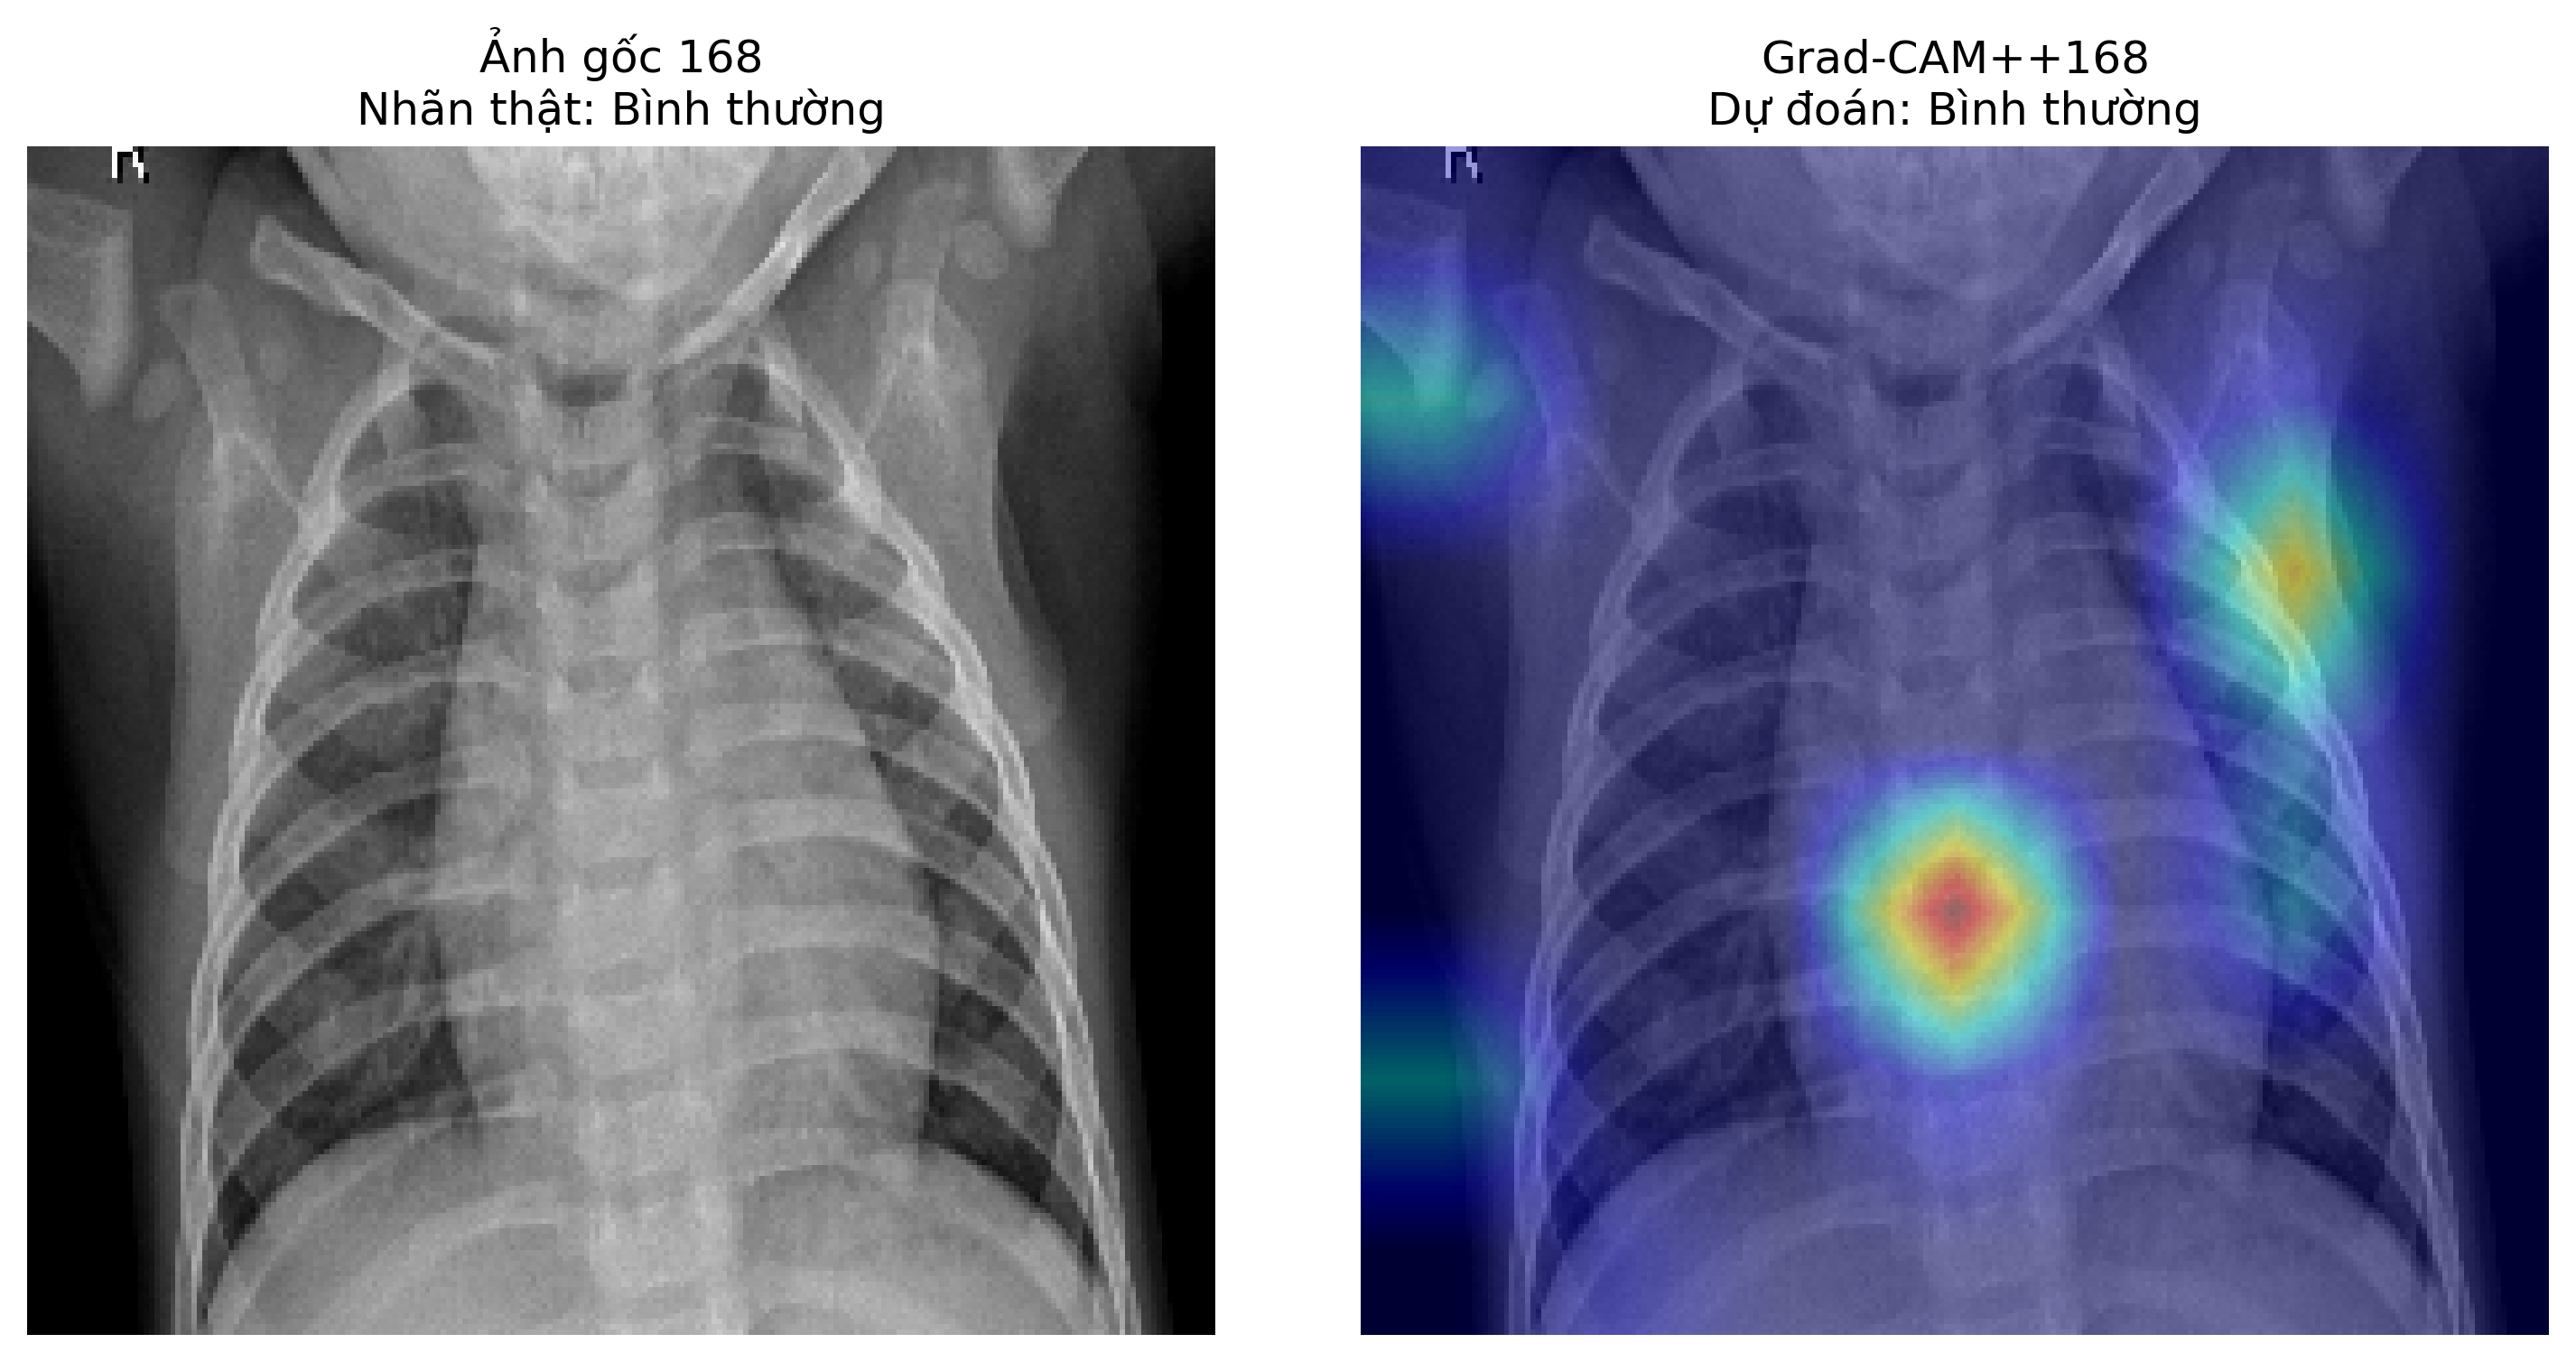 Ảnh gốc 168
Nhãn thật: Bình thường
Grad-CAM++168
Dự đoán: Bình thường
R
R